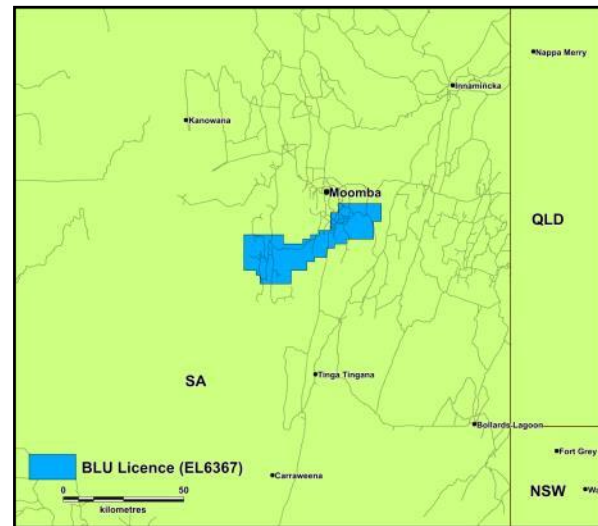 Nappa Merry
Innamincka
Kanowana
Moomba
QLD
SA
Tinga Tingana
Bollards-Lagoon
Fort Grey
BLU Licence (EL6367)
Carraweena
NSW
0 50
kilometres